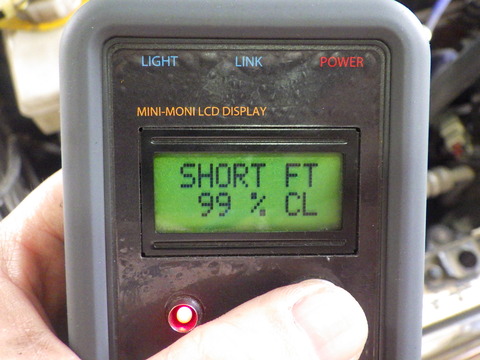 LIGHT LINK POWER
MINI-MONI LCD DISPLAY
SHORT FT
99 % CL